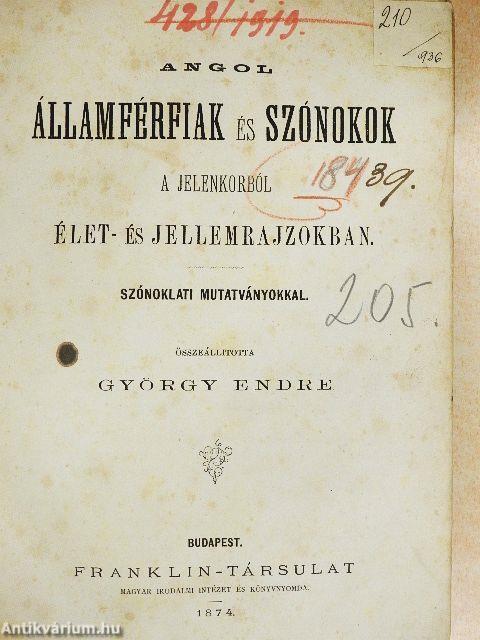 428/1919.
210
/936
ANGOL
ÁLLAMFÉRFIAK ÉS SZÓNOKOK
A JELENKORBÓL
18439.
ÉLET- ÉS JELLEMRAJZOKBAN.
SZÓNOKLATI MUTATVÁNYOKKAL.
205.
ÖSSZEÁLLITOTTA
GYÖRGY ENDRE
BUDAPEST.
FRANKLIN-TÁRSULAT
MAGYAR IRODALMI INTÉZET ÉS KÖNYVNYOMDA.
1874.
Antikvárium.hu